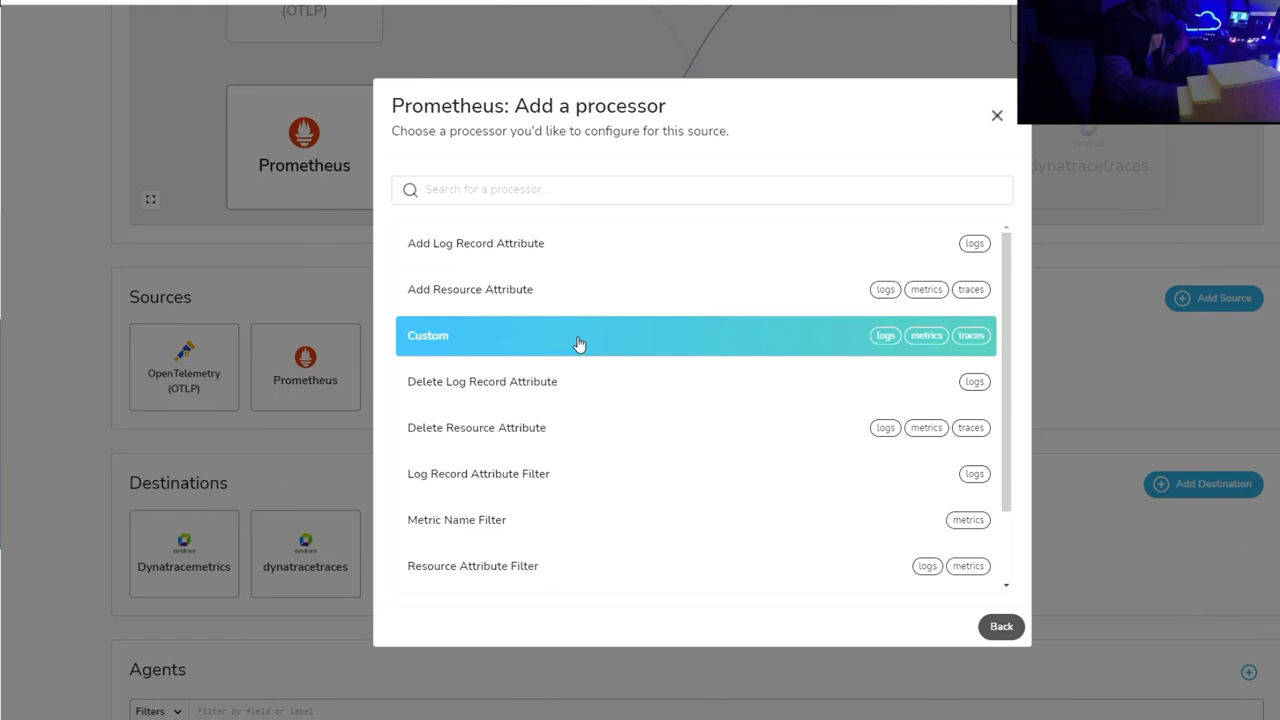 (OTLP)
Prometheus
dynatracetraces
Prometheus: Add a processor
Choose a processor you'd like to configure for this source.
Search for a processor...
Add Log Record Attribute
logs
Add Resource Attribute
logs metrics traces
Custom
logs metrics traces
Delete Log Record Attribute
logs
Delete Resource Attribute
logs metrics traces
Log Record Attribute Filter
logs
Metric Name Filter
metrics
Resource Attribute Filter
logs metrics
Back
Sources
Add Source
OpenTelemetry
(OTLP)
Prometheus
Destinations
Add Destination
dynatrace
Dynatracemetrics
dynatrace
dynatracetraces
Agents
Filters
Filter by field or label